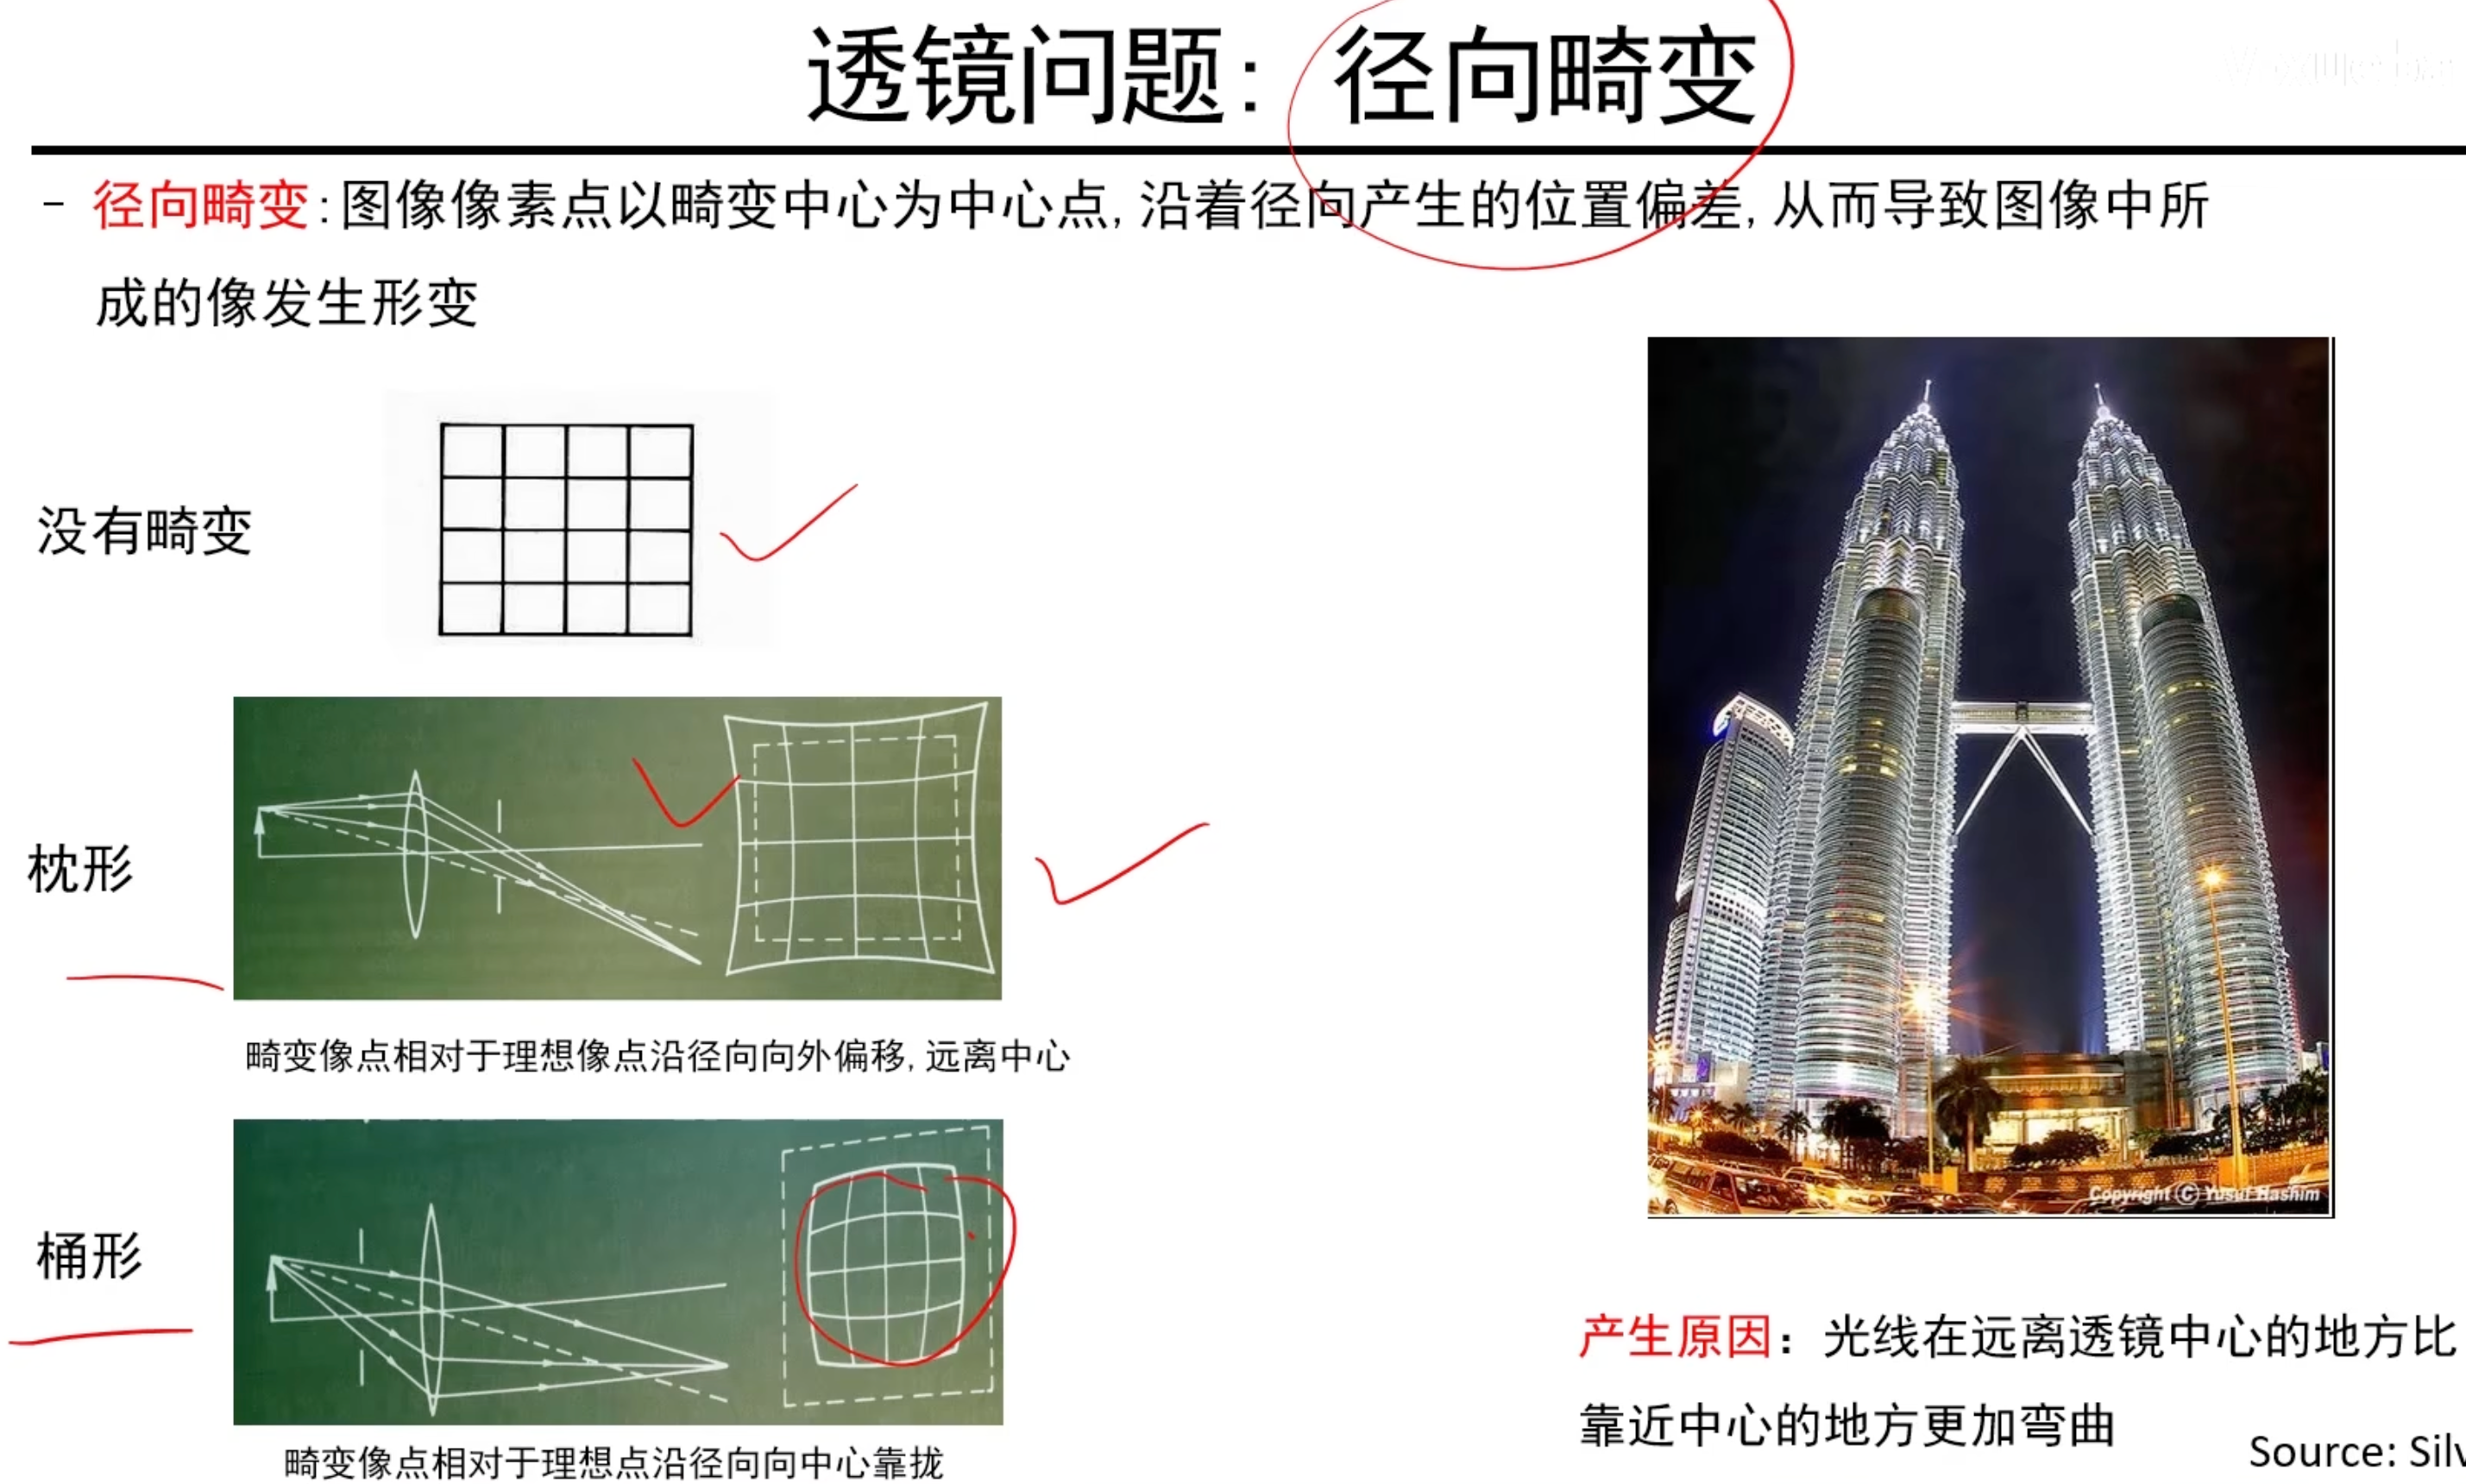 透镜问题：径向畸变
- 径向畸变:图像像素点以畸变中心为中心点,沿着径向产生的位置偏差,从而导致图像中所
成的像发生形变
没有畸变
枕形
畸变像点相对于理想像点沿径向向外偏移,远离中心
桶形
畸变像点相对于理想点沿径向向中心靠拢
Copyright © Yusuf Hashim
产生原因：光线在远离透镜中心的地方比
靠近中心的地方更加弯曲
Source: Silv